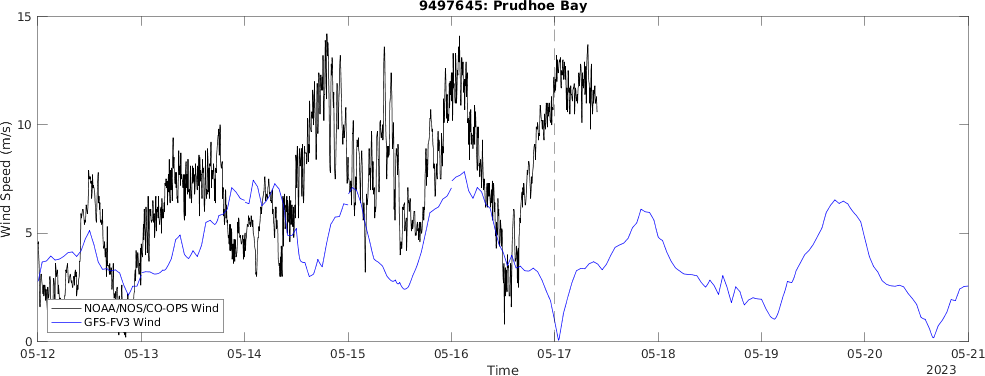 9497645: Prudhoe Bay
Wind Speed (m/s)
15
10
5
0
NOAA/NOS/CO-OPS Wind
GFS-FV3 Wind
05-12 05-13 05-14 05-15 05-16 05-17 05-18 05-19 05-20 05-21
Time
2023